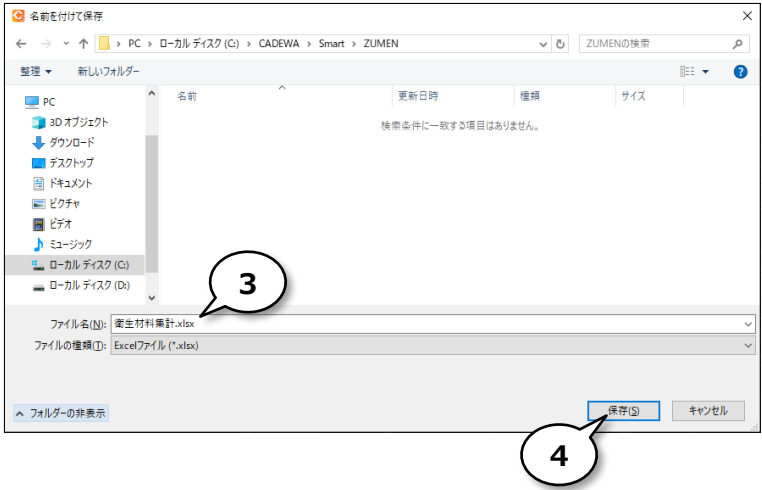 名前を付けて保存
PC › ローカル ディスク (C:) › CADEWA › Smart › ZUMEN
ZUMENの検索
整理 新しいフォルダー
名前 更新日時 種類 サイズ
検索条件に一致する項目はありません。
PC
3D オブジェクト
ダウンロード
デスクトップ
ドキュメント
ピクチャ
ビデオ
ミュージック
ローカル ディスク (C:)
ローカル ディスク (D:)
3
ファイル名(N): 衛生材料集計.xlsx
ファイルの種類(T): Excelファイル (*.xlsx)
フォルダーの非表示
保存(S) キャンセル
4